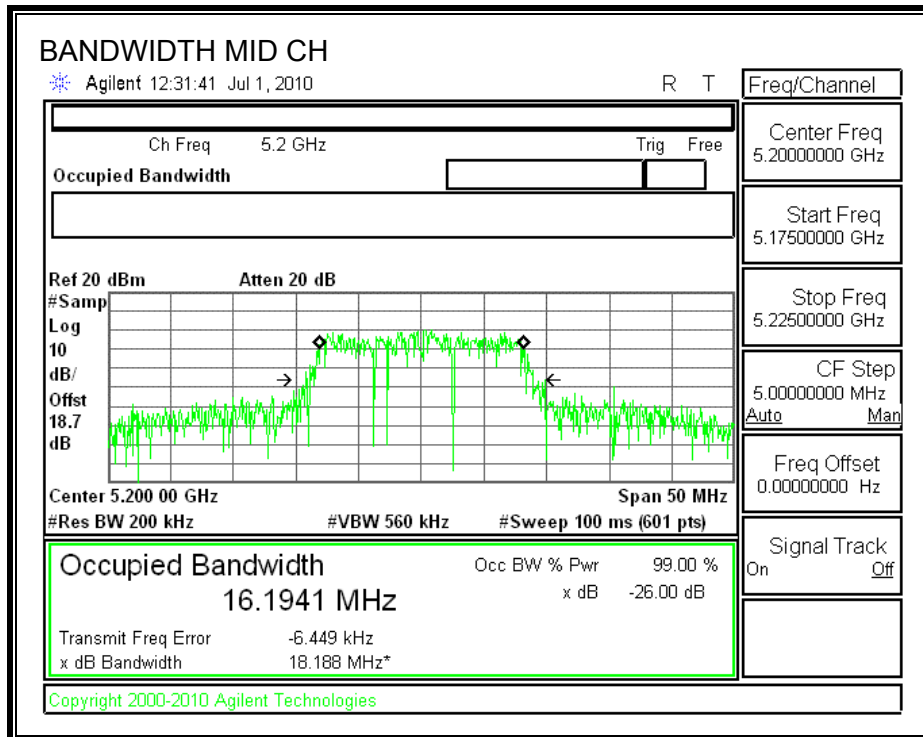 BANDWIDTH MID CH
Agilent 12:31:41 Jul 1, 2010 R T
Freq/Channel
Ch Freq 5.2 GHz Trig Free
Occupied Bandwidth
Center Freq
5.20000000 GHz
Start Freq
5.17500000 GHz
Stop Freq
5.22500000 GHz
CF Step
5.00000000 MHz
Auto Man
Freq Offset
0.00000000 Hz
Signal Track
On Off
Ref 20 dBm Atten 20 dB
#Samp
Log
10
dB/
Offst
18.7
dB
Center 5.200 00 GHz Span 50 MHz
#Res BW 200 kHz #VBW 560 kHz #Sweep 100 ms (601 pts)
Occupied Bandwidth Occ BW % Pwr 99.00 %
16.1941 MHz x dB -26.00 dB
Transmit Freq Error -6.449 kHz
x dB Bandwidth 18.188 MHz*
Copyright 2000-2010 Agilent Technologies